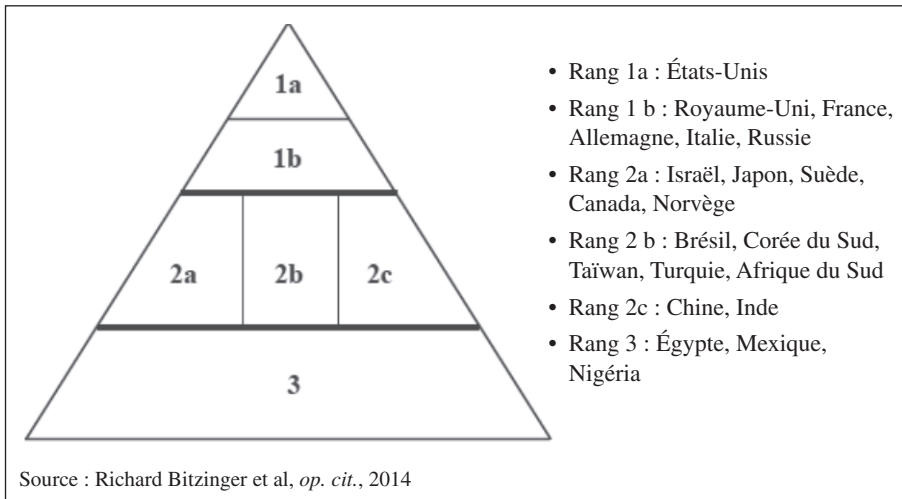 1a
1b
2a
2b
2c
3
• Rang 1a : États-Unis
• Rang 1 b : Royaume-Uni, France,
Allemagne, Italie, Russie
• Rang 2a : Israël, Japon, Suède,
Canada, Norvège
• Rang 2 b : Brésil, Corée du Sud,
Taïwan, Turquie, Afrique du Sud
• Rang 2c : Chine, Inde
• Rang 3 : Égypte, Mexique,
Nigéria
Source : Richard Bitzinger et al, op. cit., 2014